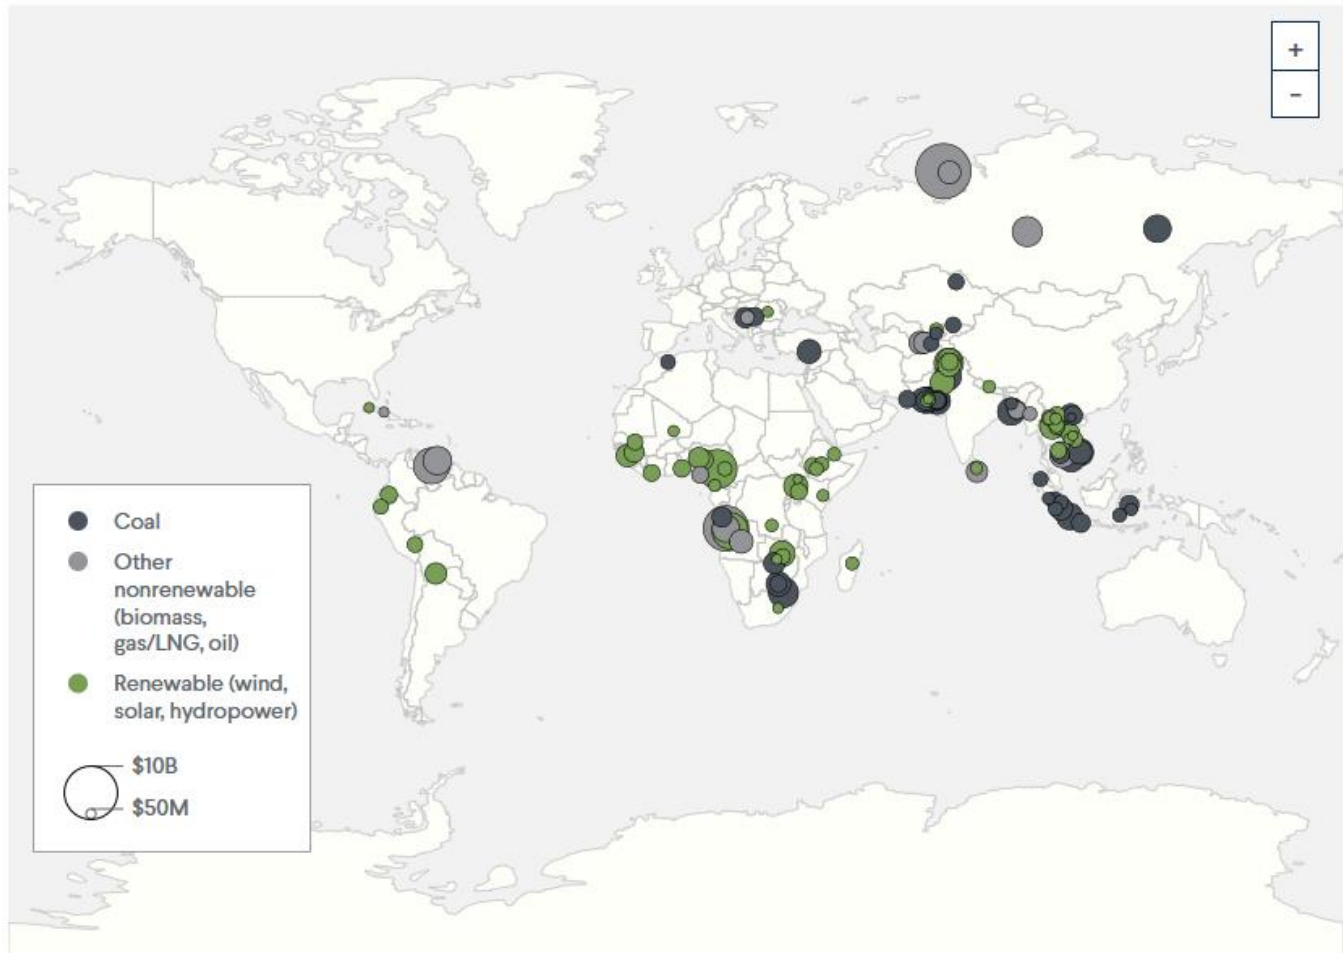 +
-
Coal
Other
nonrenewable
(biomass,
gas/LNG, oil)
Renewable (wind,
solar, hydropower)
$10B
$50M